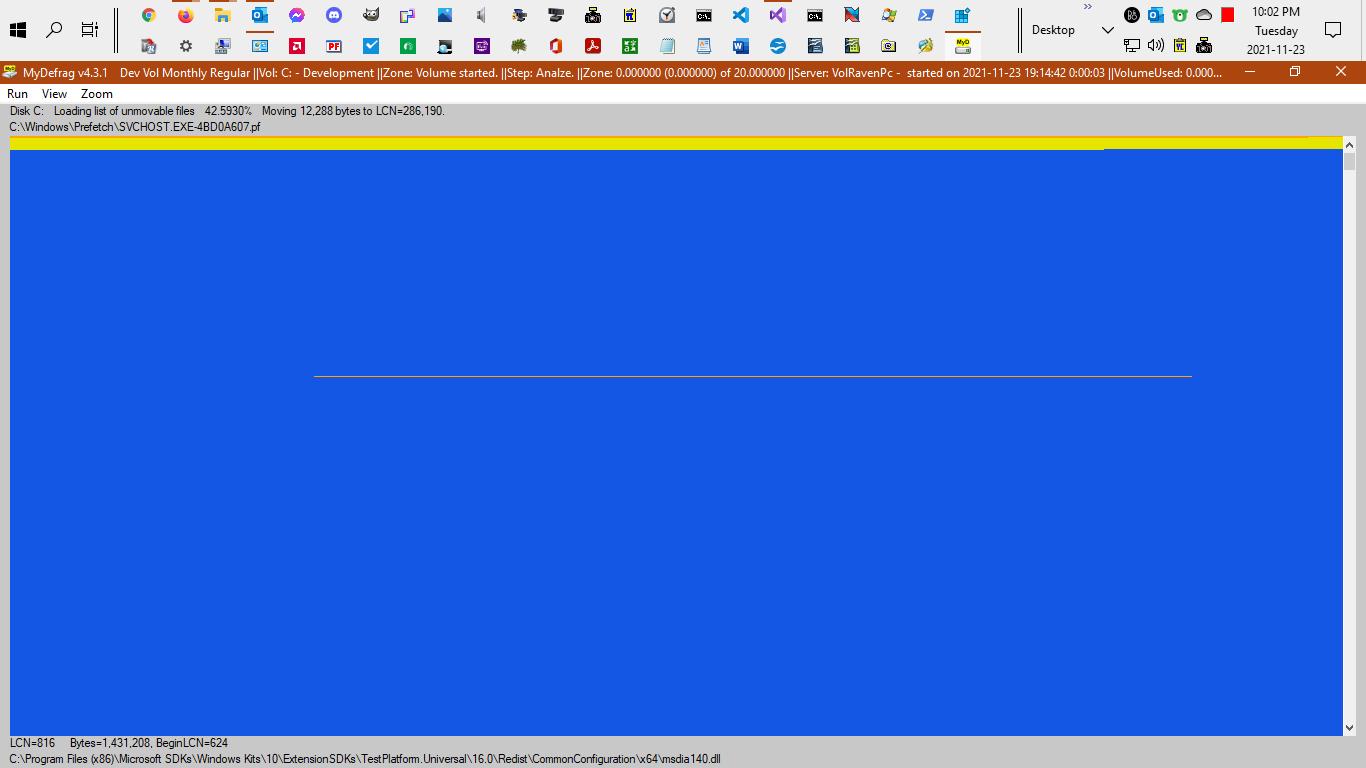 10:02 PM
Desktop
Tuesday
2021-11-23
MyDefrag v4.3.1 Dev Vol Monthly Regular ||Vol: C: - Development ||Zone: Volume started. ||Step: Analze. ||Zone: 0.000000 (0.000000) of 20.000000 ||Server: VolRavenPc - started on 2021-11-23 19:14:42 0:00:03 ||VolumeUsed: 0.000...
Run View Zoom
Disk C: Loading list of unmovable files 42.5930% Moving 12,288 bytes to LCN=286,190.
C:\Windows\Prefetch\SVCHOST.EXE-4BD0A607.pf
LCN=816 Bytes=1,431,208, BeginLCN=624
C:\Program Files (x86)\Microsoft SDKs\Windows Kits\10\ExtensionSDKs\TestPlatform.Universal\16.0\Redist\CommonConfiguration\x64\msdia140.dll